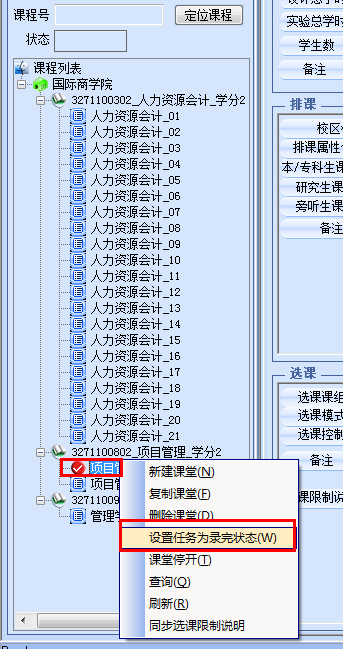 课程号
定位课程
状态
课程列表
国际商学院
3271100302_人力资源会计_学分2
人力资源会计_01
人力资源会计_02
人力资源会计_03
人力资源会计_04
人力资源会计_05
人力资源会计_06
人力资源会计_07
人力资源会计_08
人力资源会计_09
人力资源会计_10
人力资源会计_11
人力资源会计_12
人力资源会计_13
人力资源会计_14
人力资源会计_15
人力资源会计_16
人力资源会计_17
人力资源会计_18
人力资源会计_19
人力资源会计_20
人力资源会计_21
3271100802_项目管理_学分2
项目
项目
32711009
管理
新建课堂(N)
复制课堂(F)
删除课堂(D)
设置任务为录完状态(W)
课堂停开(T)
查询(Q)
刷新(R)
同步选课限制说明
实验总学时
学生数
备注
排课
校区
排课属性
本/专科生课
研究生课
旁听生课
备注
选课
选课课组
选课模式
选课控制
备注
课限制说